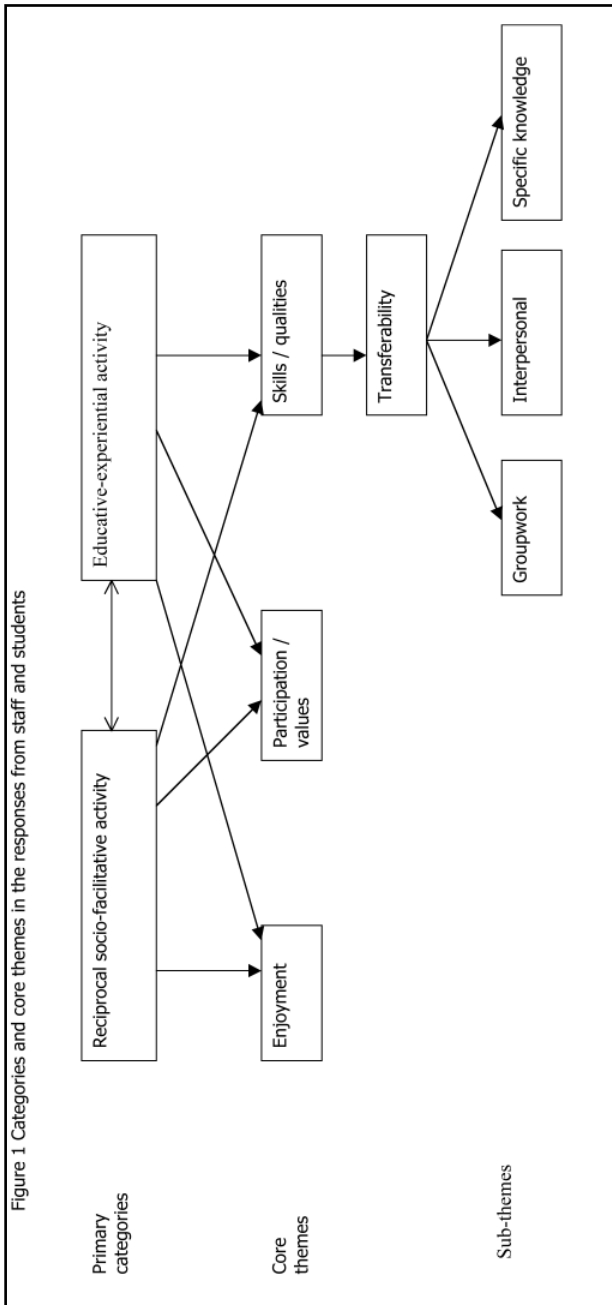 Figure 1 Categories and core themes in the responses from staff and students
Primary
categories
Reciprocal socio-facilitative activity
Educative-experiential activity
Core
themes
Enjoyment
Participation /
values
Skills / qualities
Transferability
Sub-themes
Groupwork
Interpersonal
Specific knowledge